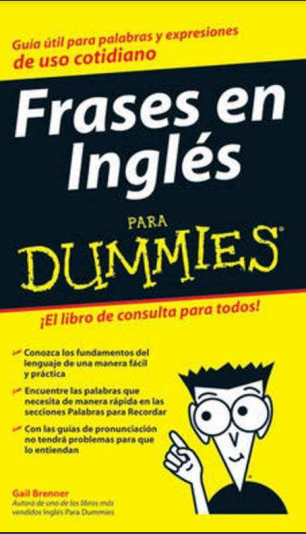 Guía útil para palabras y expresiones
de uso cotidiano
Frases en
Inglés
PARA
DUMMIES®
¡El libro de consulta para todos!
Conozca los fundamentos del
lenguaje de una manera fácil
y práctica
Encuentre las palabras que
necesita de manera rápida en las
secciones Palabras para Recordar
Con las guías de pronunciación
no tendrá problemas para que
lo entiendan
Gail Brenner
Autora de uno de los libros más
vendidos Inglés Para Dummies